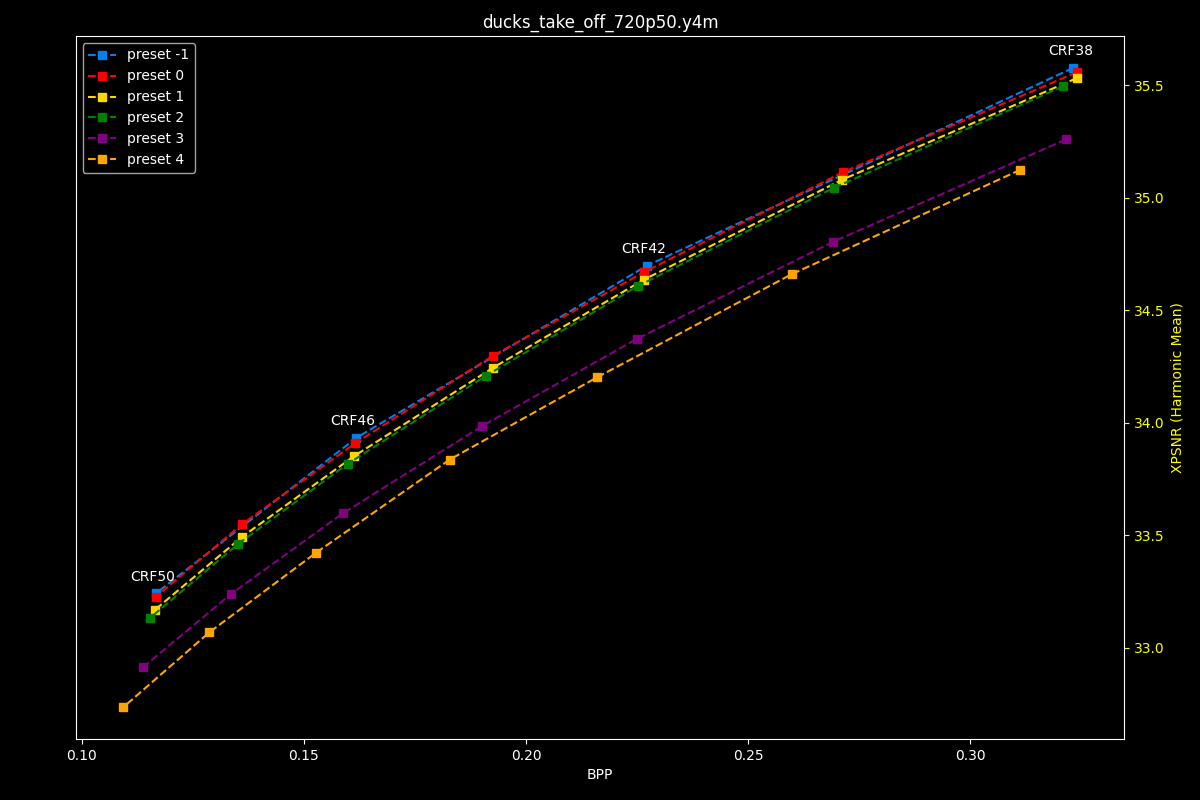 ducks_take_off_720p50.y4m
preset -1
preset 0
preset 1
preset 2
preset 3
preset 4
CRF38
CRF42
CRF46
CRF50
35.5
35.0
34.5
34.0
33.5
33.0
XPSNR (Harmonic Mean)
0.10
0.15
0.20
0.25
0.30
BPP